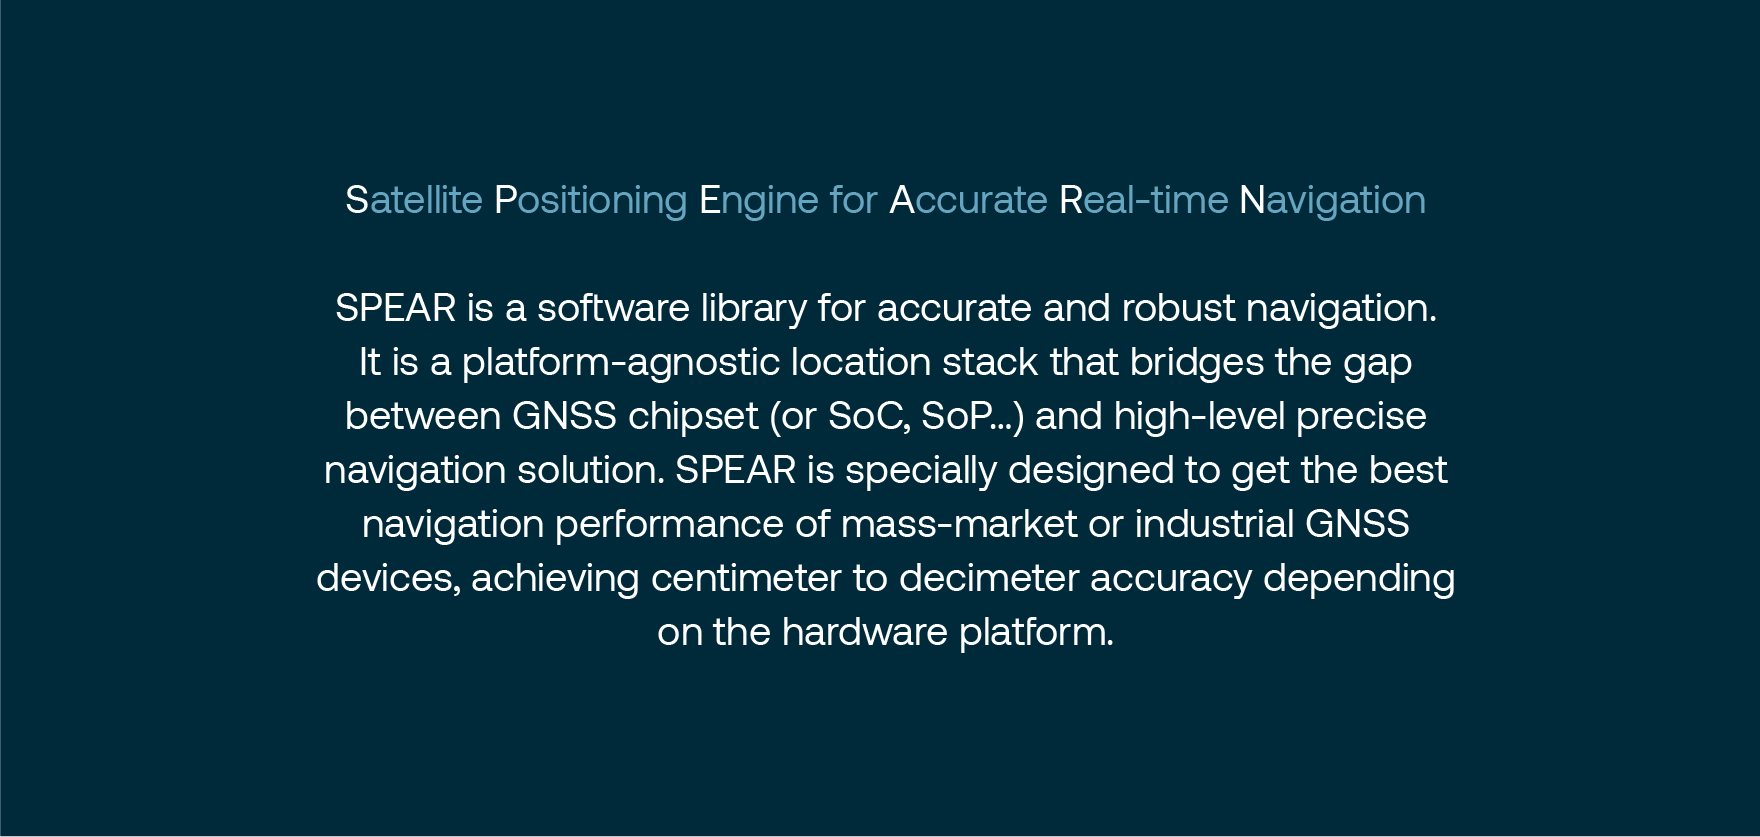 Satellite Positioning Engine for Accurate Real-time Navigation
SPEAR is a software library for accurate and robust navigation.
It is a platform-agnostic location stack that bridges the gap
between GNSS chipset (or SoC, SoP...) and high-level precise
navigation solution. SPEAR is specially designed to get the best
navigation performance of mass-market or industrial GNSS
devices, achieving centimeter to decimeter accuracy depending
on the hardware platform.